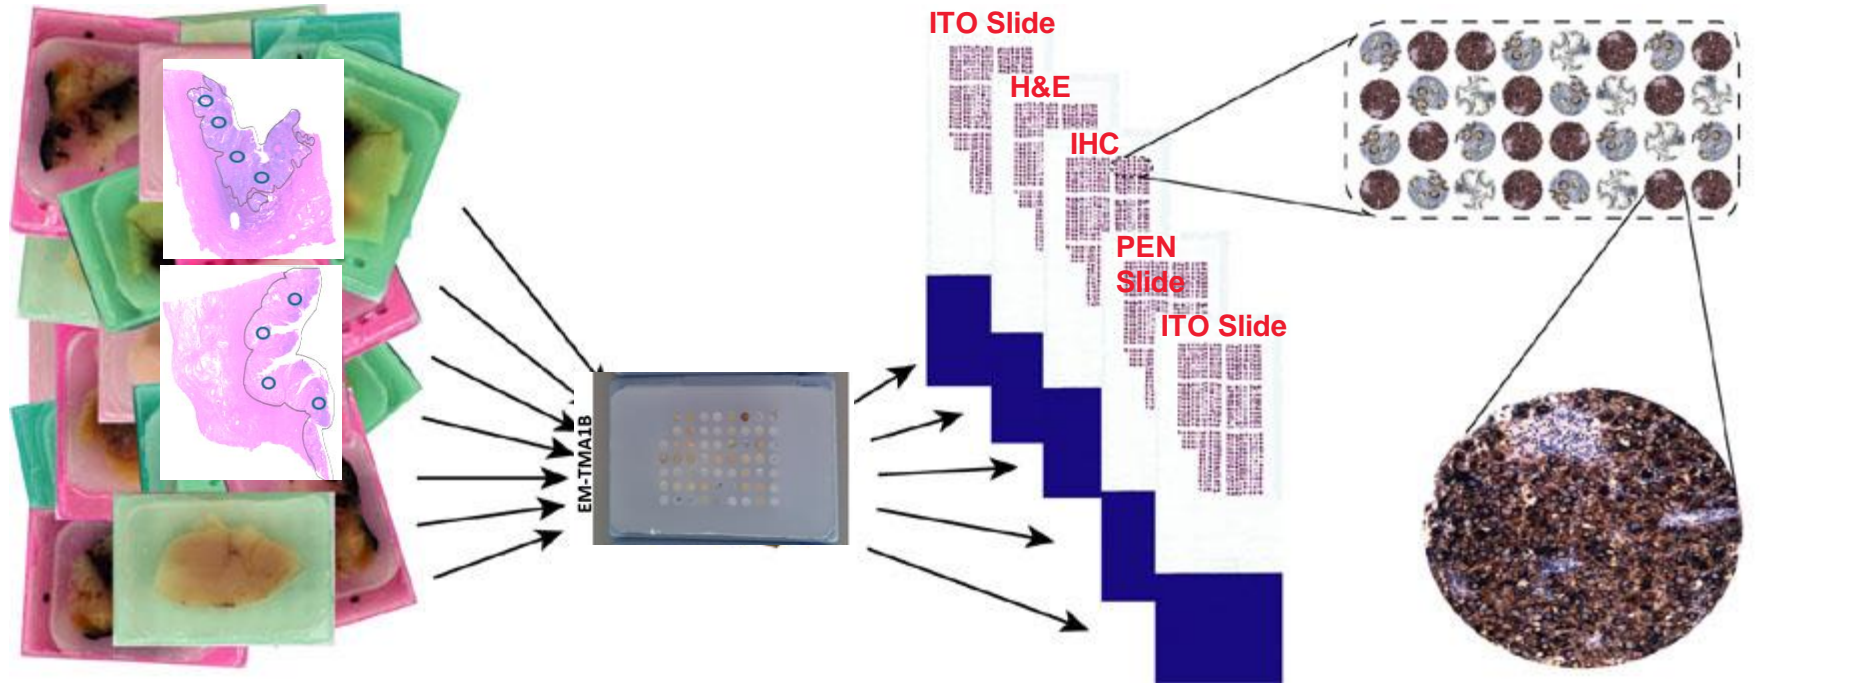 ITO Slide
H&E
IHC
PEN
Slide
ITO Slide
EM-TMA1B